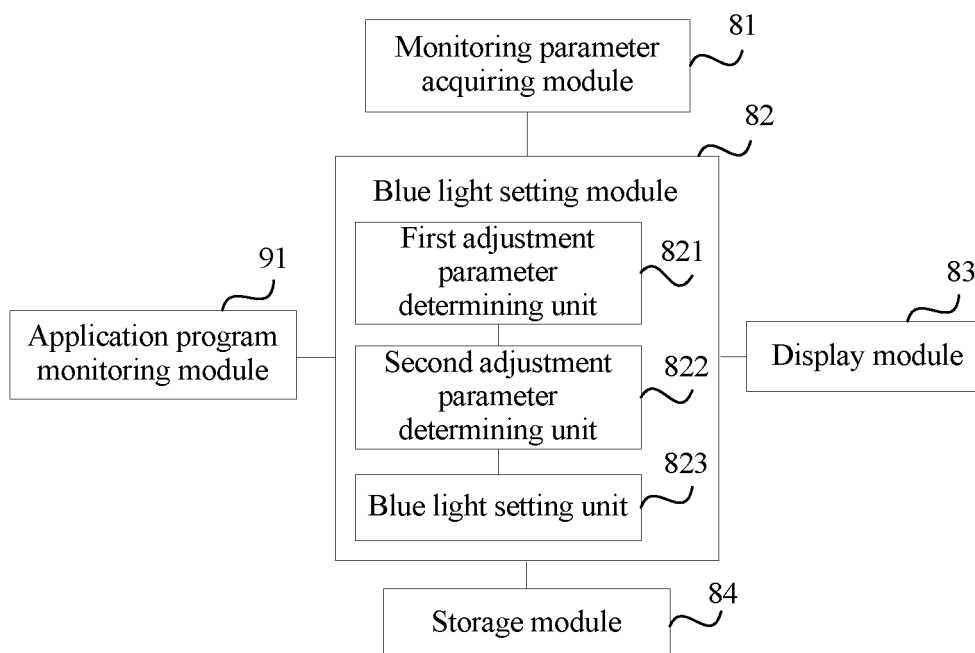 81
Monitoring parameter
acquiring module
82
Blue light setting module
First adjustment
parameter
determining unit
821
91
Application program
monitoring module
83
Display module
Second adjustment
parameter
determining unit
822
823
Blue light setting unit
84
Storage module